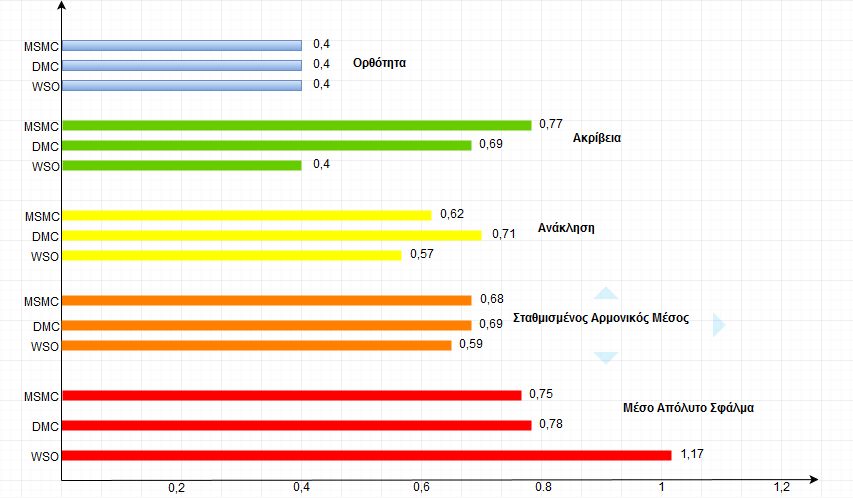 MSMC 0,4
DMC 0,4 Ορθότητα
WSO 0,4
MSMC 0,77
DMC 0,69 Ακρίβεια
WSO 0,4
MSMC 0,62
DMC 0,71 Ανάκληση
WSO 0,57
MSMC 0,68
DMC 0,69 Σταθμισμένος Αρμονικός Μέσος
WSO 0,59
MSMC 0,75
Μέσο Απόλυτο Σφάλμα
DMC 0,78
WSO 1,17
0,2 0,4 0,6 0.8 1 1,2